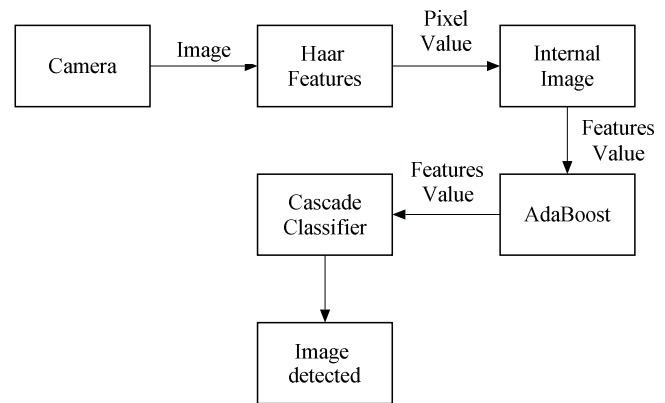 Camera
Image
Haar
Features
Pixel
Value
Internal
Image
Features
Value
AdaBoost
Features
Value
Cascade
Classifier
Image
detected